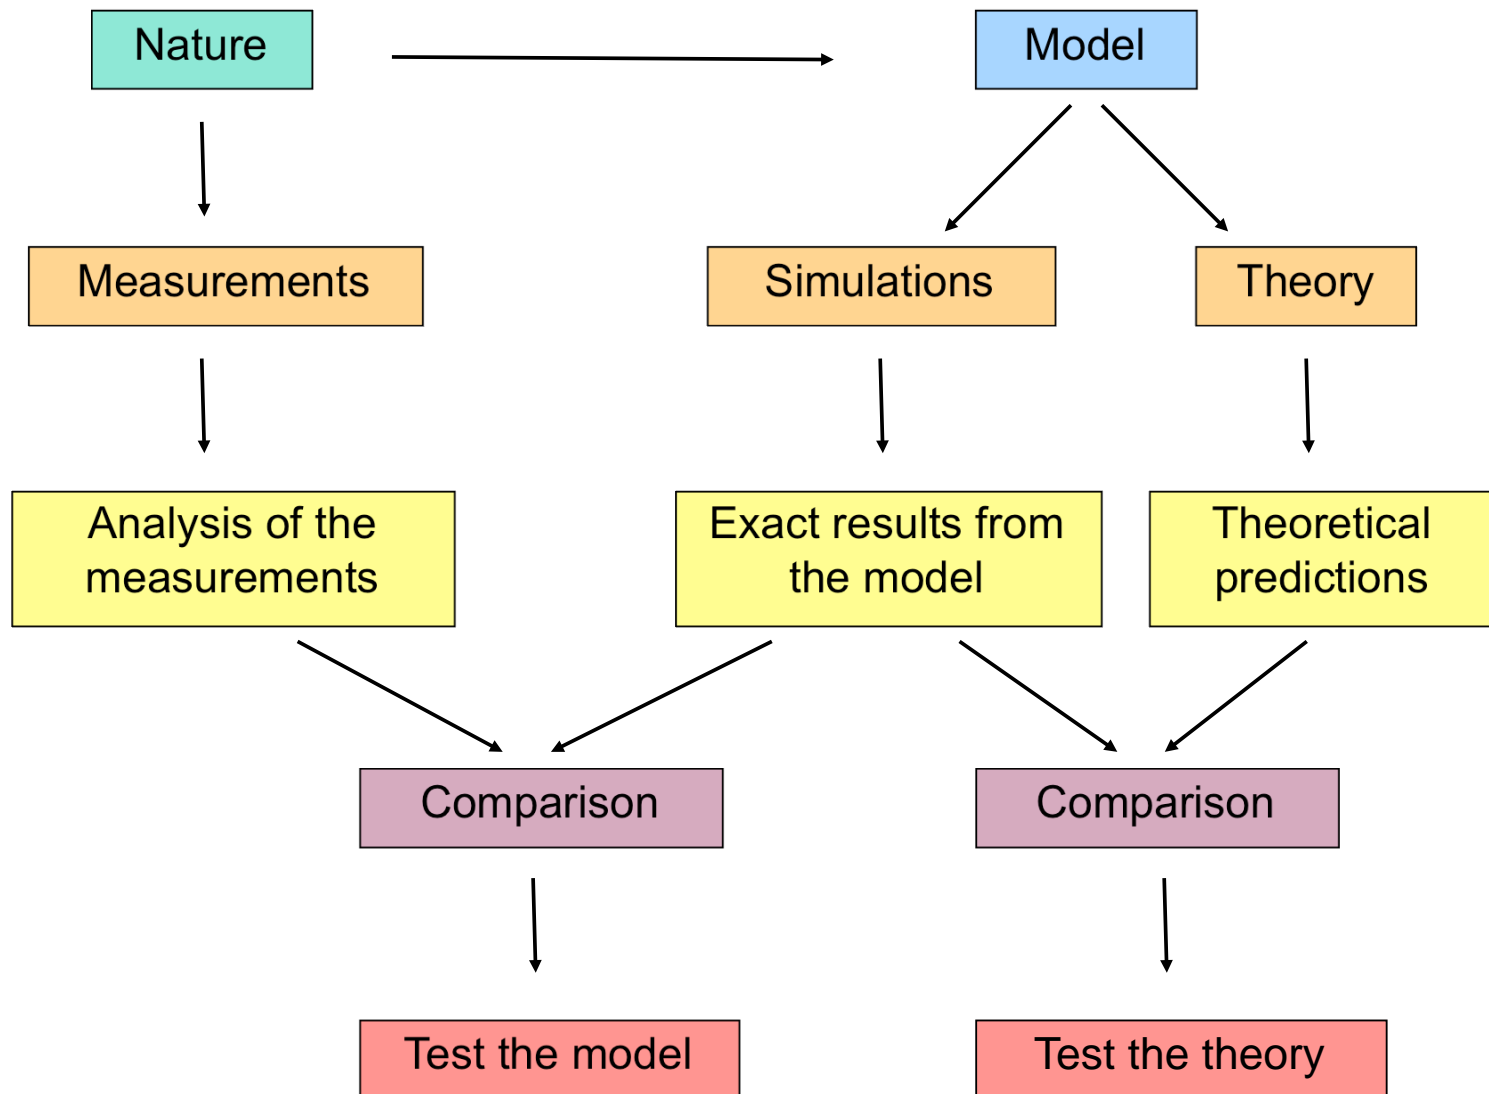 Nature
Model
Measurements
Simulations
Theory
Analysis of the
measurements
Exact results from
the model
Theoretical
predictions
Comparison
Comparison
Test the model
Test the theory